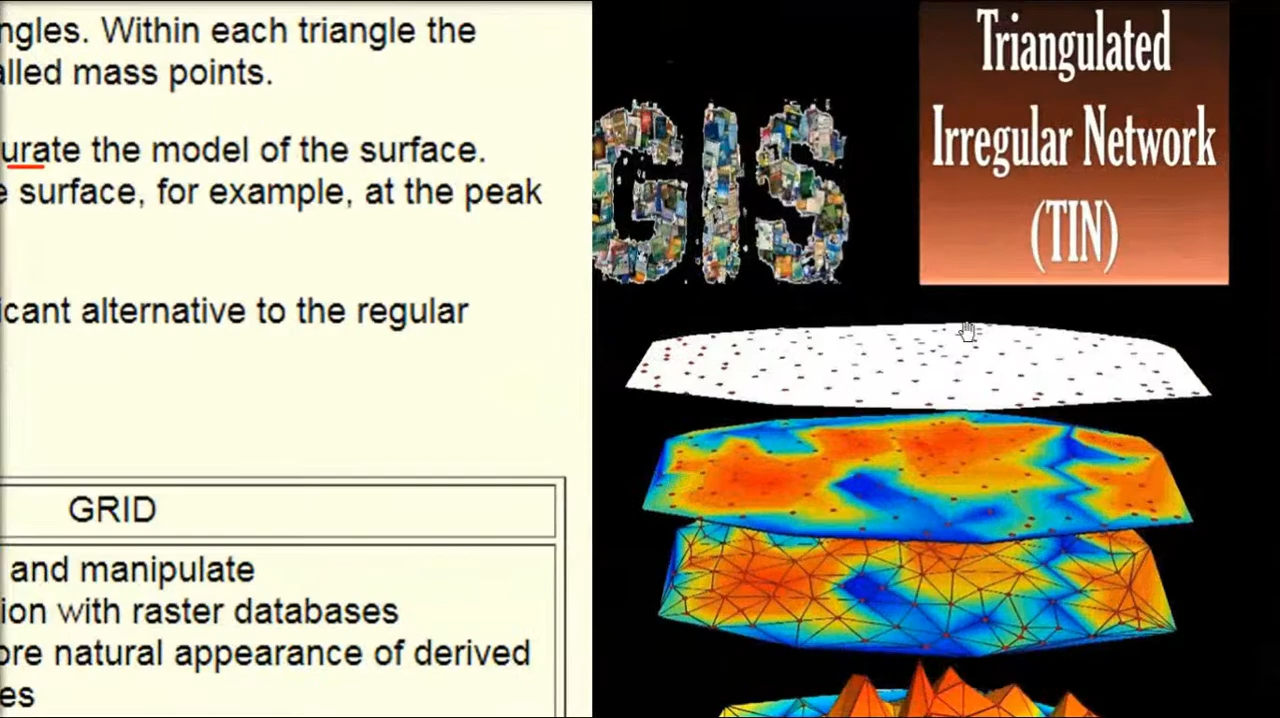 ngles. Within each triangle the
alled mass points.
urate the model of the surface.
e surface, for example, at the peak
icant alternative to the regular
GRID
and manipulate
ion with raster databases
ore natural appearance of derived
es
GIS
Triangulated
Irregular Network
(TIN)